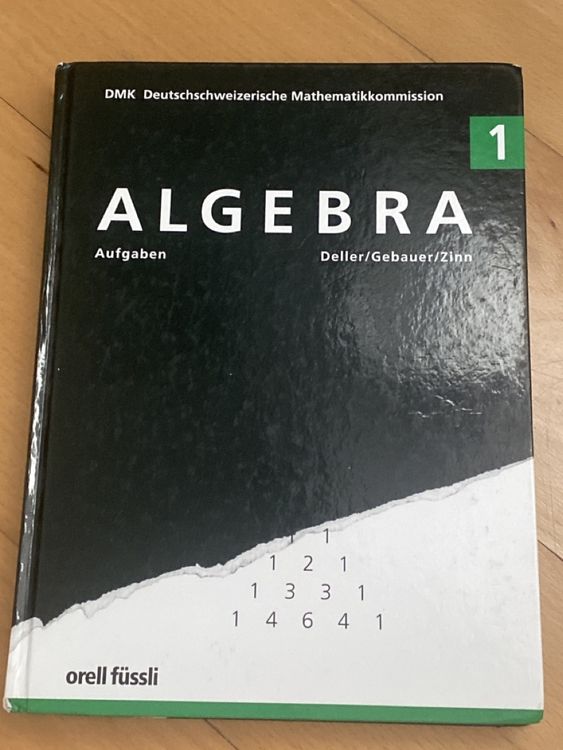 DMK Deutschschweizerische Mathematikkommission
1
ALGEBRA
Aufgaben Deller/Gebauer/Zinn
1 1
1 2 1
1 3 3 1
1 4 6 4 1
orell füssli